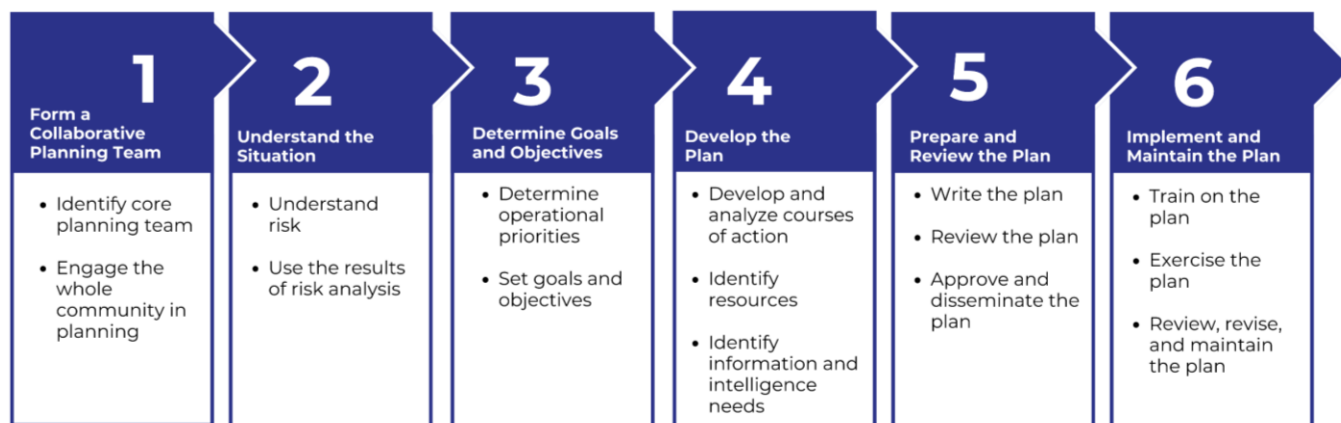 1
Form a
Collaborative
Planning Team
• Identify core
planning team
• Engage the
whole
community in
planning
2
Understand the
Situation
• Understand
risk
• Use the results
of risk analysis
3
Determine Goals
and Objectives
• Determine
operational
priorities
• Set goals and
objectives
4
Develop the
Plan
• Develop and
analyze courses
of action
• Identify
resources
• Identify
information and
intelligence
needs
5
Prepare and
Review the Plan
• Write the plan
• Review the plan
• Approve and
disseminate the
plan
6
Implement and
Maintain the Plan
• Train on the
plan
• Exercise the
plan
• Review, revise,
and maintain
the plan